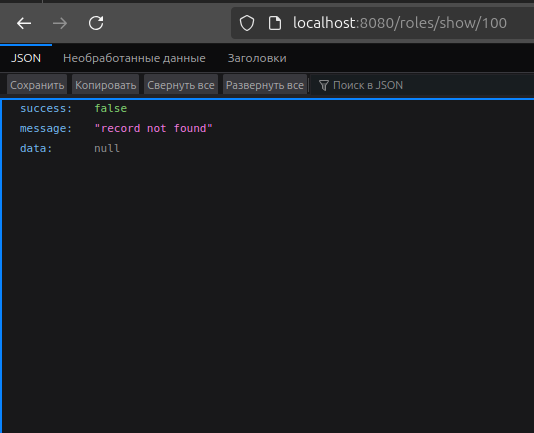 localhost:8080/roles/show/100
JSON Необработанные данные Заголовки
Сохранить Копировать Свернуть все Развернуть все Поиск в JSON
success: false
message: "record not found"
data: null